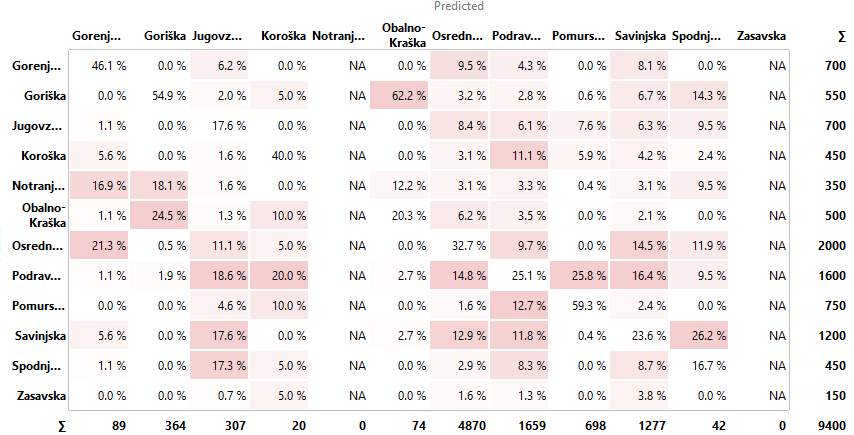 Predicted
Gorenj... Goriška Jugovz... Koroška Notranj... Obalno-Kraška Osredn... Podrav... Pomurs... Savinjska Spodnj... Zasavska Σ
Gorenj... 46.1 % 0.0 % 6.2 % 0.0 % NA 0.0 % 9.5 % 4.3 % 0.0 % 8.1 % 0.0 % NA 700
Goriška 0.0 % 54.9 % 2.0 % 5.0 % NA 62.2 % 3.2 % 2.8 % 0.6 % 6.7 % 14.3 % NA 550
Jugovz... 1.1 % 0.0 % 17.6 % 0.0 % NA 0.0 % 8.4 % 6.1 % 7.6 % 6.3 % 9.5 % NA 700
Koroška 5.6 % 0.0 % 1.6 % 40.0 % NA 0.0 % 3.1 % 11.1 % 5.9 % 4.2 % 2.4 % NA 450
Notranj... 16.9 % 18.1 % 1.6 % 0.0 % NA 12.2 % 3.1 % 3.3 % 0.4 % 3.1 % 9.5 % NA 350
Obalno-Kraška 1.1 % 24.5 % 1.3 % 10.0 % NA 20.3 % 6.2 % 3.5 % 0.0 % 2.1 % 0.0 % NA 500
Osredn... 21.3 % 0.5 % 11.1 % 5.0 % NA 0.0 % 32.7 % 9.7 % 0.0 % 14.5 % 11.9 % NA 2000
Podrav... 1.1 % 1.9 % 18.6 % 20.0 % NA 2.7 % 14.8 % 25.1 % 25.8 % 16.4 % 9.5 % NA 1600
Pomurs... 0.0 % 0.0 % 4.6 % 10.0 % NA 0.0 % 1.6 % 12.7 % 59.3 % 2.4 % 0.0 % NA 750
Savinjska 5.6 % 0.0 % 17.6 % 0.0 % NA 2.7 % 12.9 % 11.8 % 0.4 % 23.6 % 26.2 % NA 1200
Spodnj... 1.1 % 0.0 % 17.3 % 5.0 % NA 0.0 % 2.9 % 8.3 % 0.0 % 8.7 % 16.7 % NA 450
Zasavska 0.0 % 0.0 % 0.7 % 5.0 % NA 0.0 % 1.6 % 1.3 % 0.0 % 3.8 % 0.0 % NA 150
Σ 89 364 307 20 0 74 4870 1659 698 1277 42 0 9400